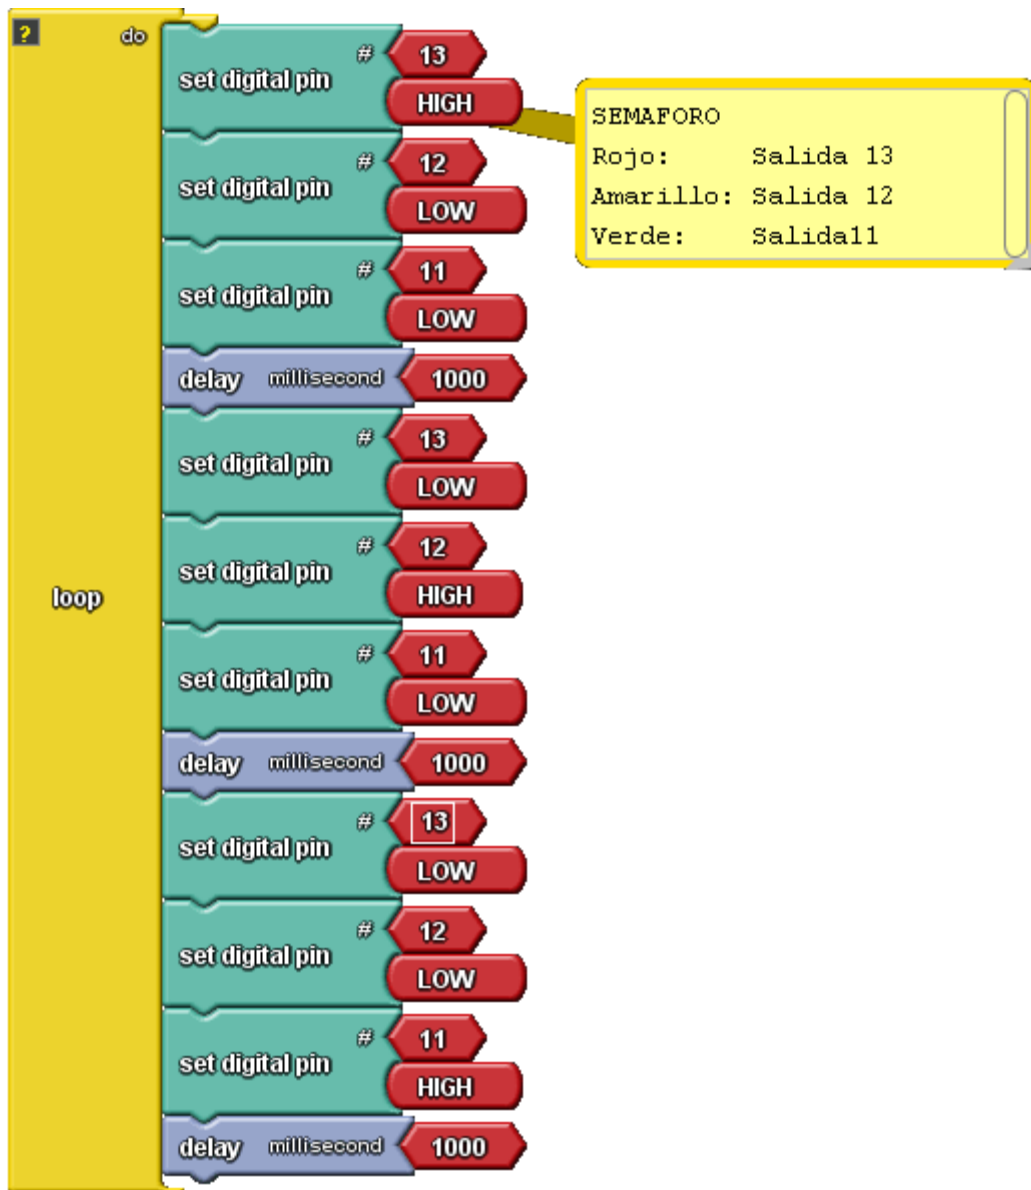 ? do
set digital pin # 13
HIGH
SEMAFORO
Rojo: Salida 13
Amarillo: Salida 12
Verde: Salida11
set digital pin # 12
LOW
set digital pin # 11
LOW
delay millisecond 1000
set digital pin # 13
LOW
set digital pin # 12
HIGH
loop
set digital pin # 11
LOW
delay millisecond 1000
set digital pin # 13
LOW
set digital pin # 12
LOW
set digital pin # 11
HIGH
delay millisecond 1000